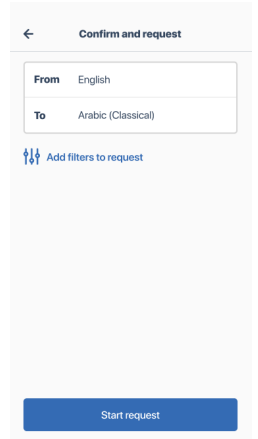 Confirm and request
From English
To Arabic (Classical)
Add filters to request
Start request